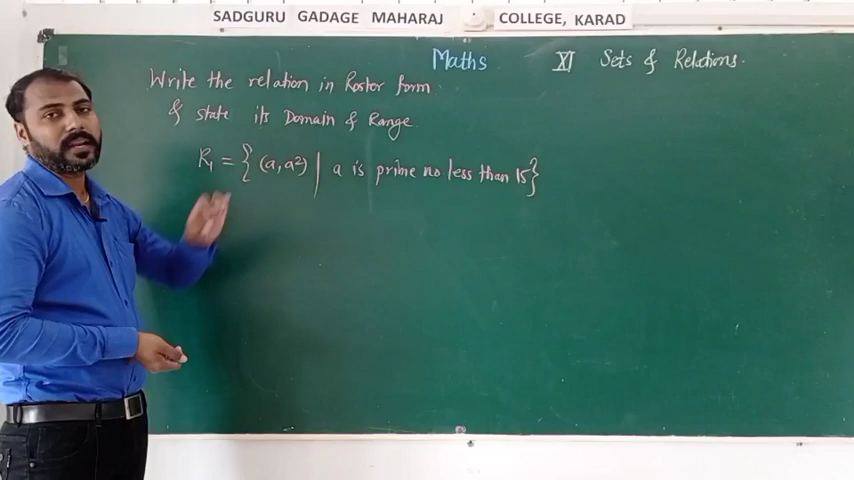 SADGURU GADAGE MAHARAJ COLLEGE, KARAD
Maths XI Sets & Relations.
Write the relation in Roster form
& state its Domain & Range
R₁ = {(a, a²) | a is prime no less than 15}